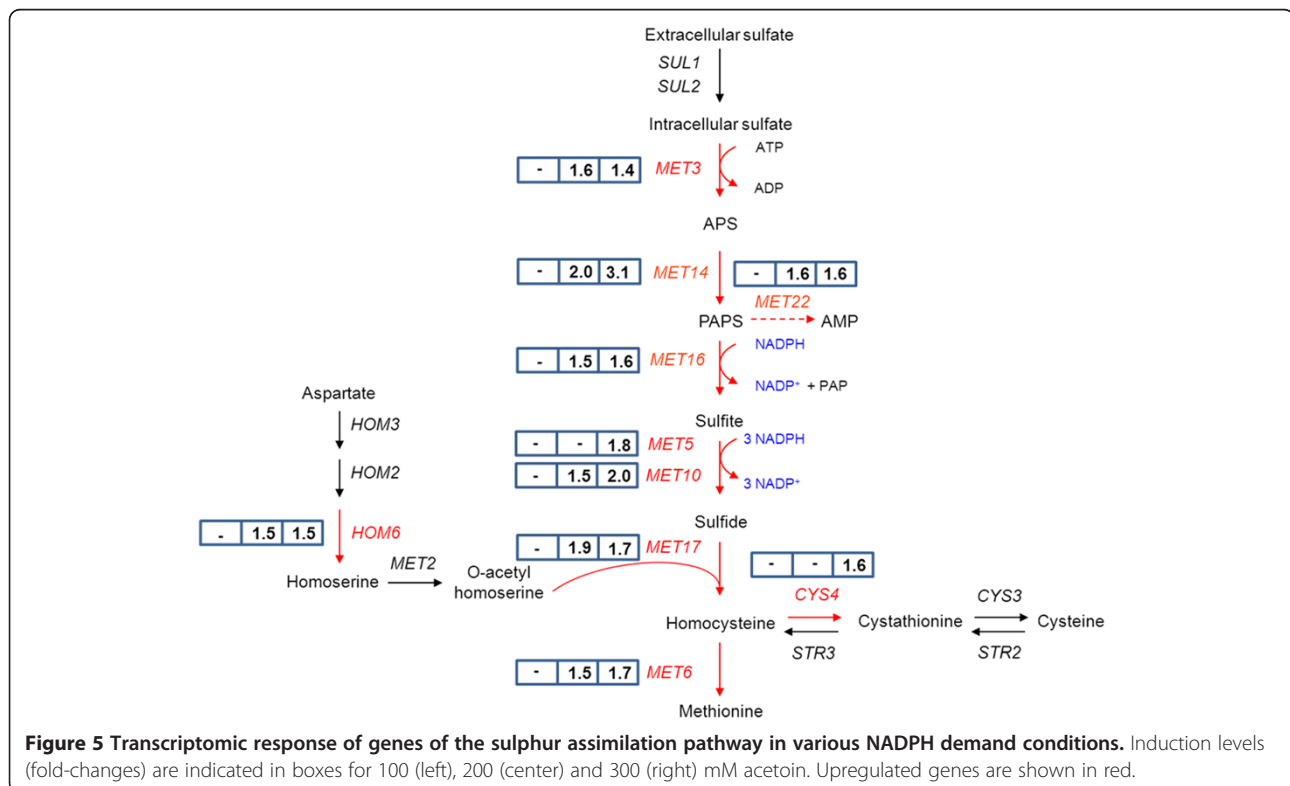 Extracellular sulfate
SUL1
SUL2
Intracellular sulfate
ATP
- 1.6 1.4 MET3
ADP
APS
- 2.0 3.1 MET14 - 1.6 1.6
MET22
PAPS AMP
NADPH
- 1.5 1.6 MET16
NADP+ + PAP
Aspartate
HOM3
Sulfite
- - 1.8 MET5 3 NADPH
HOM2
- 1.5 2.0 MET10 3 NADP+
Sulfide
- 1.5 1.5 HOM6
- 1.9 1.7 MET17
- - 1.6
MET2
Homoserine O-acetyl homoserine
CYS4 CYS3
Homocysteine Cystathionine Cysteine
STR3 STR2
- 1.5 1.7 MET6
Methionine
Figure 5 Transcriptomic response of genes of the sulphur assimilation pathway in various NADPH demand conditions. Induction levels
(fold-changes) are indicated in boxes for 100 (left), 200 (center) and 300 (right) mM acetoin. Upregulated genes are shown in red.